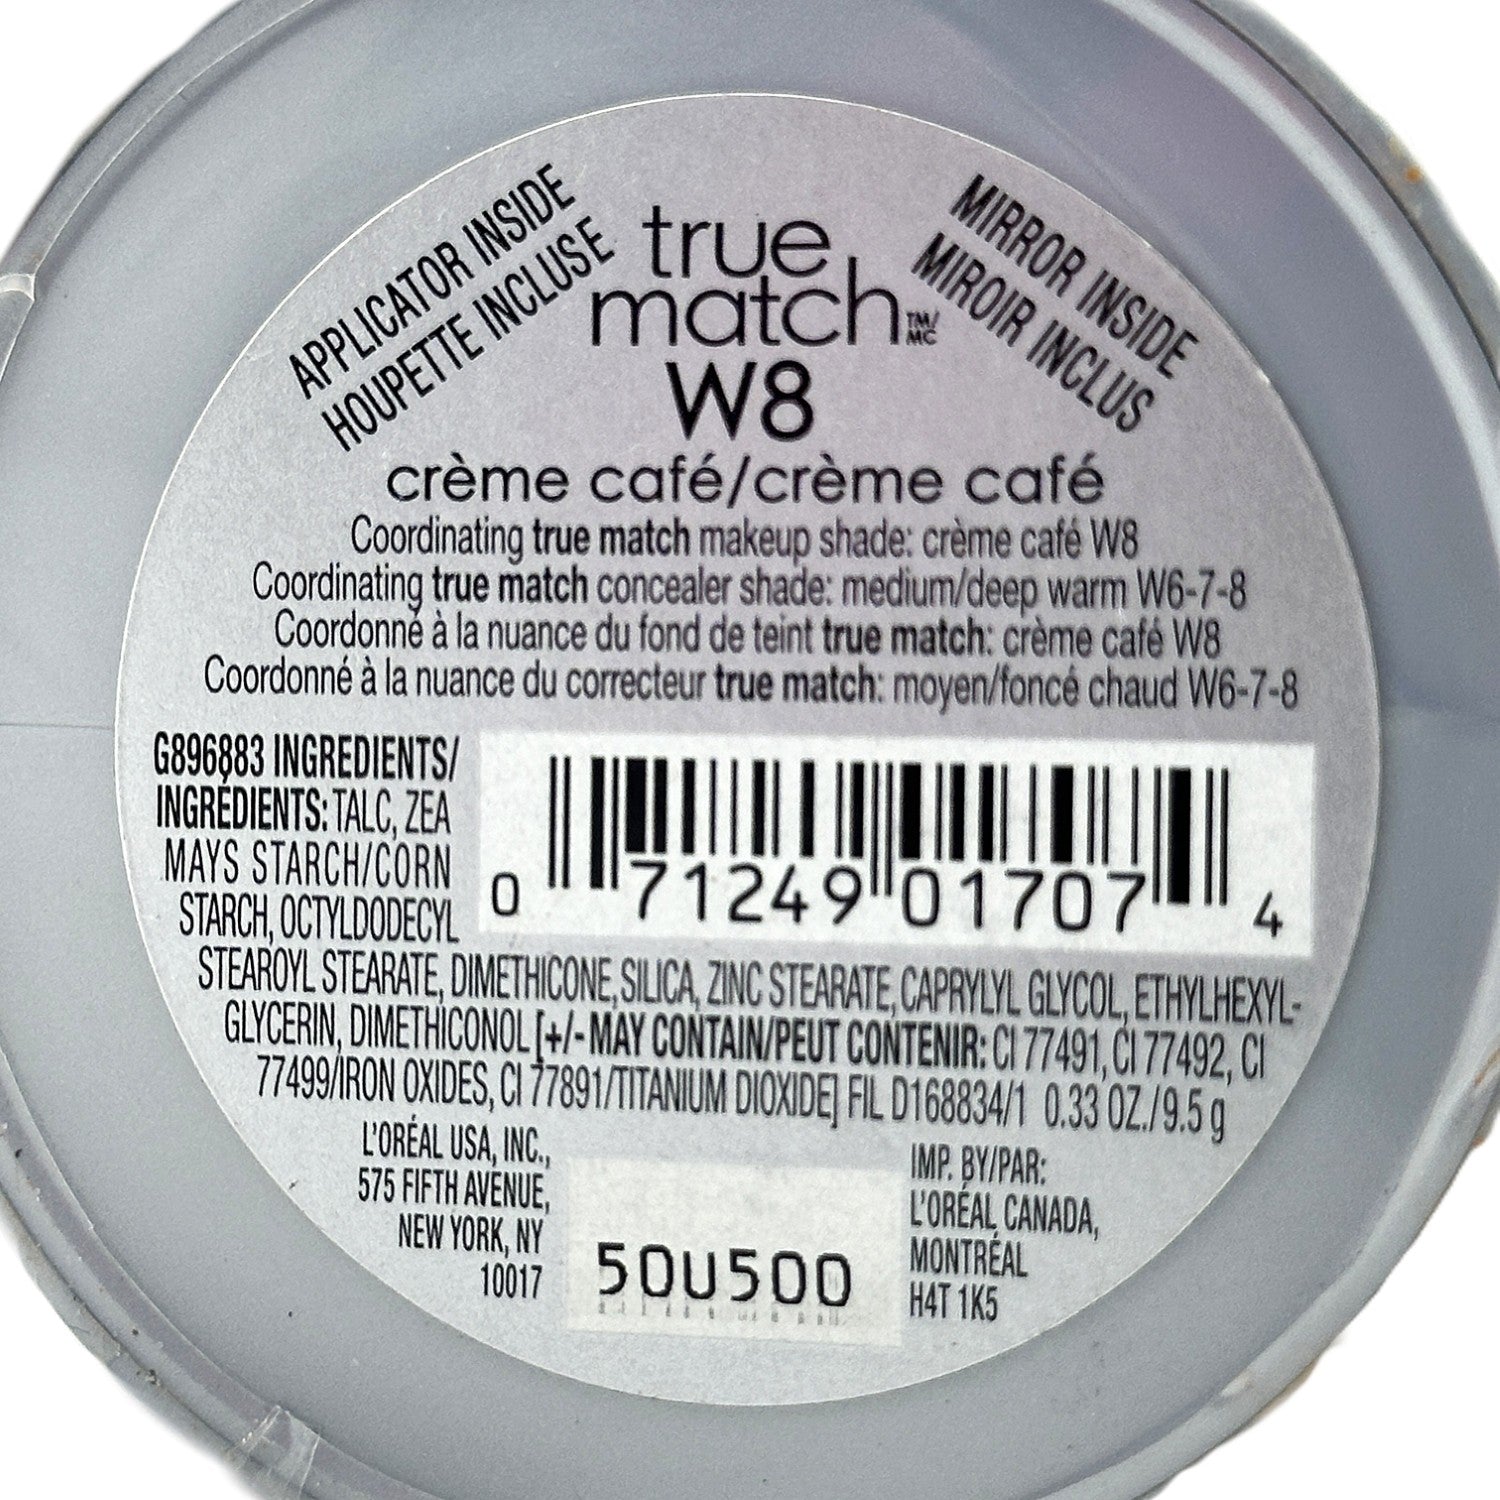 APPLICATOR INSIDE
HOUPETTE INCLUSE
true
match™/MC
MIRROR INSIDE
MIROIR INCLUS
W8
crème café/crème café
Coordinating true match makeup shade: crème café W8
Coordinating true match concealer shade: medium/deep warm W6-7-8
Coordonné à la nuance du fond de teint true match: crème café W8
Coordonné à la nuance du correcteur true match: moyen/foncé chaud W6-7-8
G896883 INGREDIENTS/
INGRÉDIENTS: TALC, ZEA
MAYS STARCH/CORN
STARCH, OCTYLDODECYL
0 71249 01707 4
STEAROYL STEARATE, DIMETHICONE, SILICA, ZINC STEARATE, CAPRYLYL GLYCOL, ETHYLHEXYL-
GLYCERIN, DIMETHICONOL [+/- MAY CONTAIN/PEUT CONTENIR: CI 77491, CI 77492, CI
77499/IRON OXIDES, CI 77891/TITANIUM DIOXIDE] FIL D168834/1 0.33 OZ./9.5 g
L'ORÉAL USA, INC.,
575 FIFTH AVENUE,
NEW YORK, NY
10017
50U500
IMP. BY/PAR:
L'ORÉAL CANADA,
MONTRÉAL
H4T 1K5